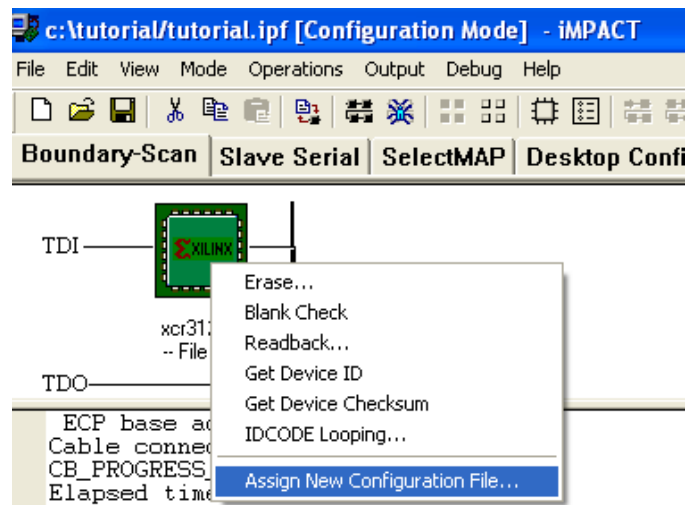 c:\tutorial/tutorial.ipf [Configuration Mode] - iMPACT
File Edit View Mode Operations Output Debug Help
Boundary-Scan Slave Serial SelectMAP Desktop Confi
TDI
XILINX
Erase...
Blank Check
xcr31
Readback...
-- File
Get Device ID
TDO
Get Device Checksum
ECP base ad
IDCODE Looping...
Cable connec
CB_PROGRESS_
Assign New Configuration File...
Elapsed time